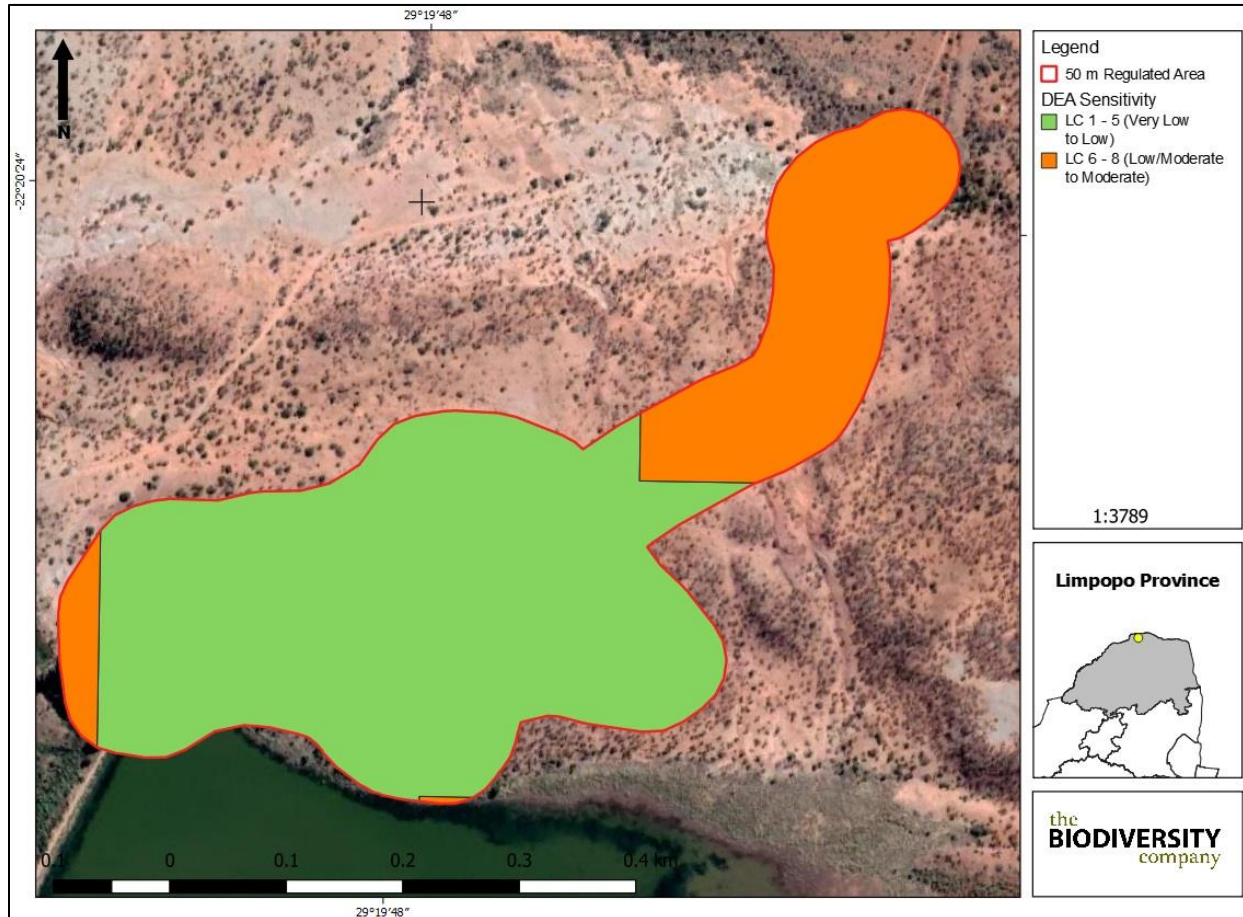 29°19'48"
-22°20'24"
N
0.1 0 0.1 0.2 0.3 0.4 km
29°19'48"
Legend
50 m Regulated Area
DEA Sensitivity
LC 1 - 5 (Very Low
to Low)
LC 6 - 8 (Low/Moderate
to Moderate)
1:3789
Limpopo Province
the
BIODIVERSITY
company